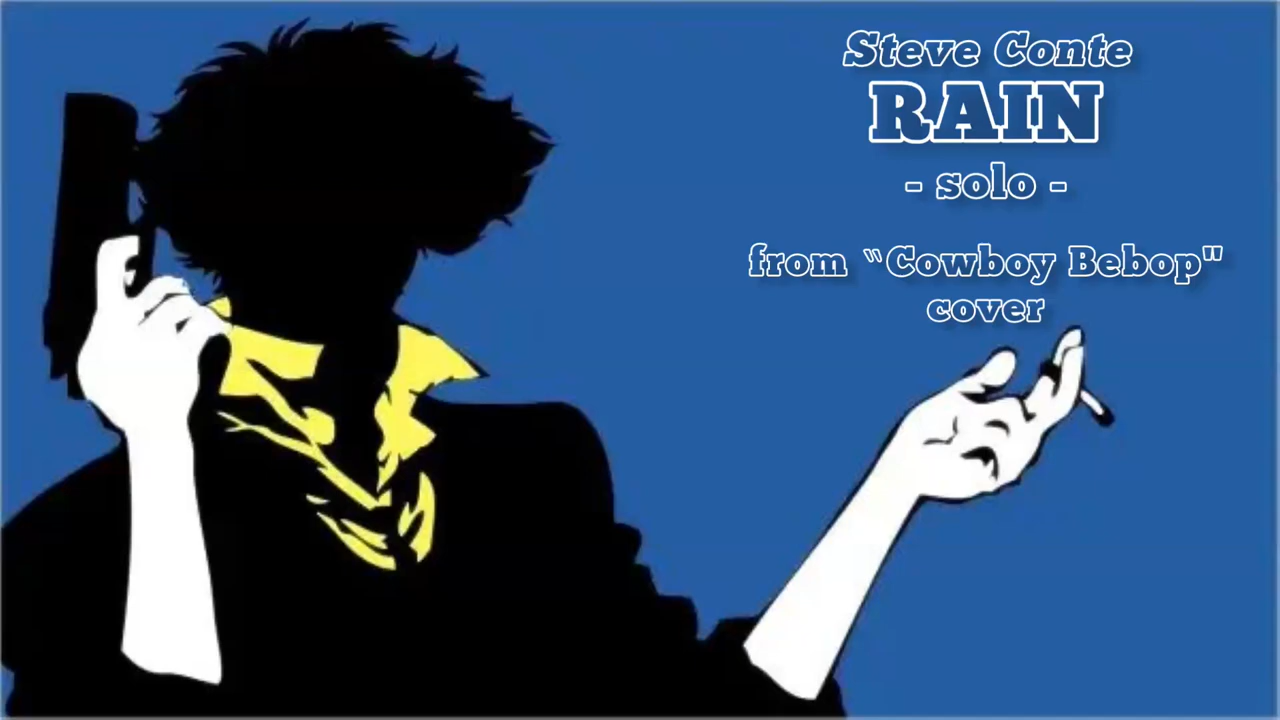 Steve Conte
RAIN
- solo -
from “Cowboy Bebop"
cover